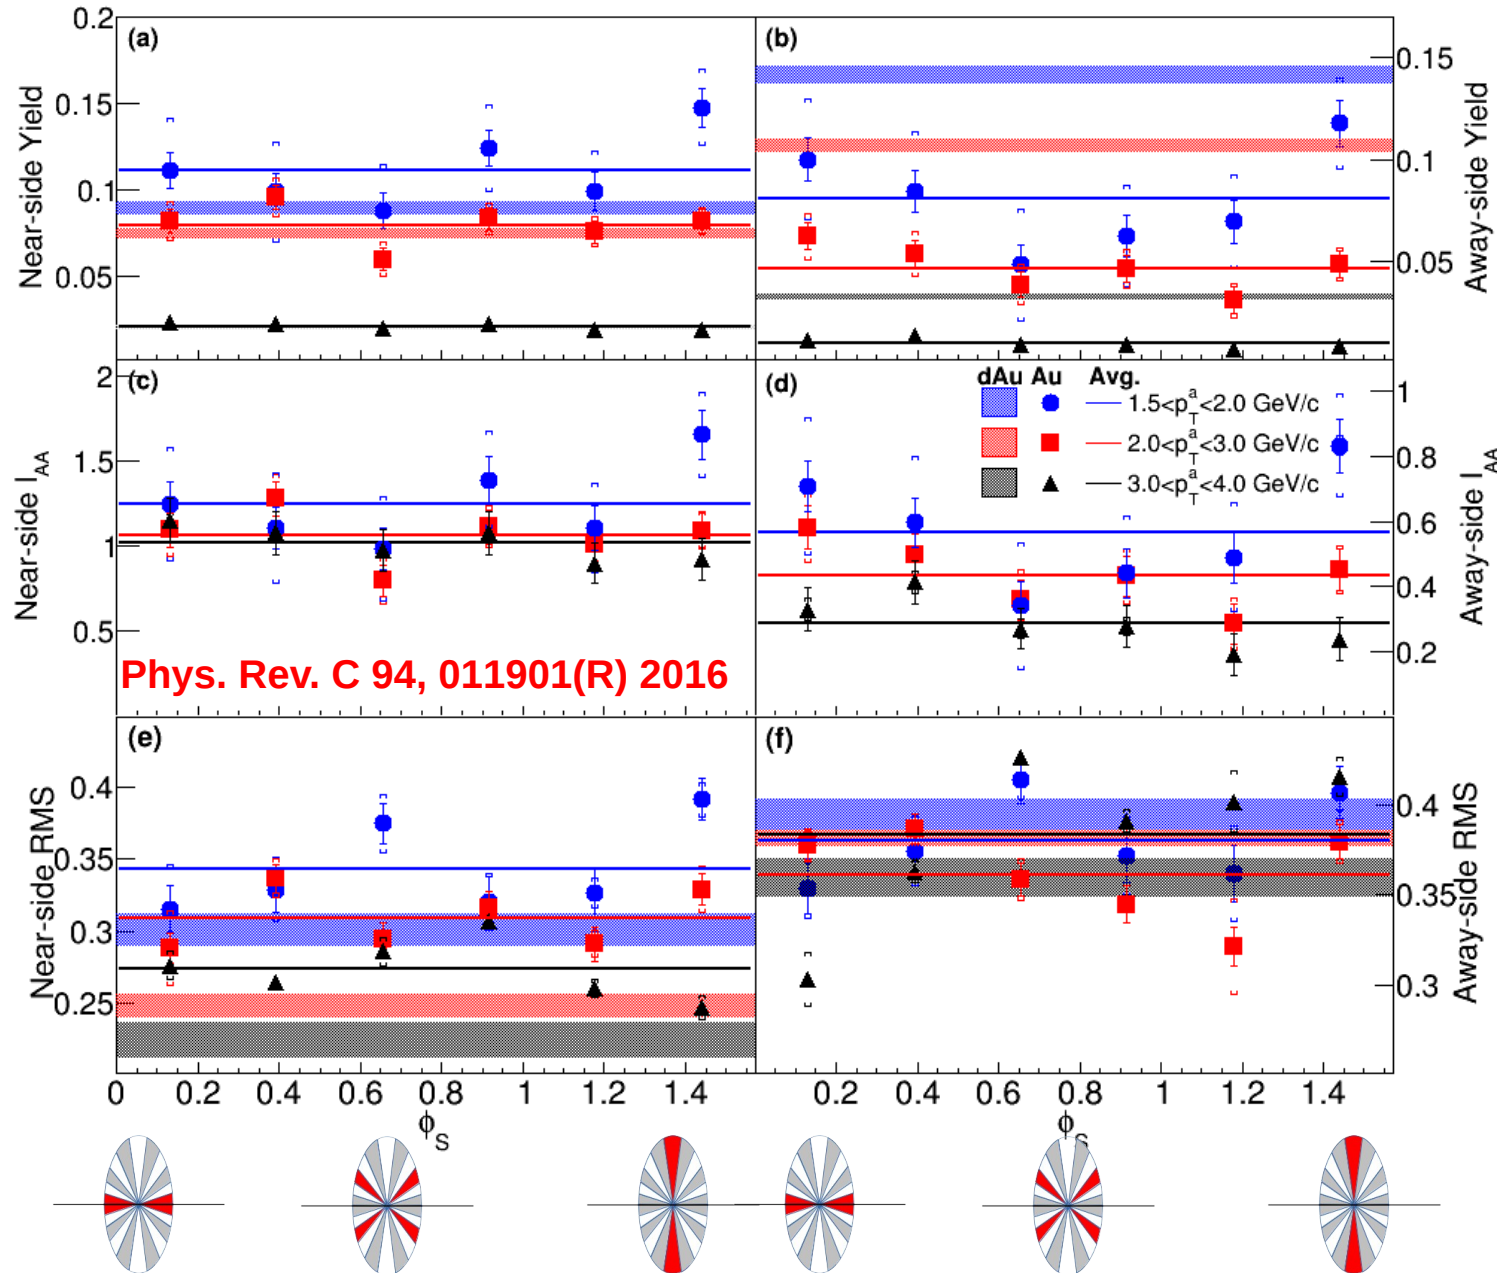 (a)
0.2
0.15
0.1
0.05
Near-side Yield
(b)
0.15
0.1
0.05
Away-side Yield
(c)
2
1.5
1
0.5
Near-side I_AA
Phys. Rev. C 94, 011901(R) 2016
(d)
dAu Au Avg.
1.5<p_T^a<2.0 GeV/c
2.0<p_T^a<3.0 GeV/c
3.0<p_T^a<4.0 GeV/c
1
0.8
0.6
0.4
0.2
Away-side I_AA
(e)
0.4
0.35
0.3
0.25
Near-side RMS
(f)
0.4
0.35
0.3
Away-side RMS
0 0.2 0.4 0.6 0.8 1 1.2 1.4
ϕ_S
0.2 0.4 0.6 0.8 1 1.2 1.4
ϕ_S